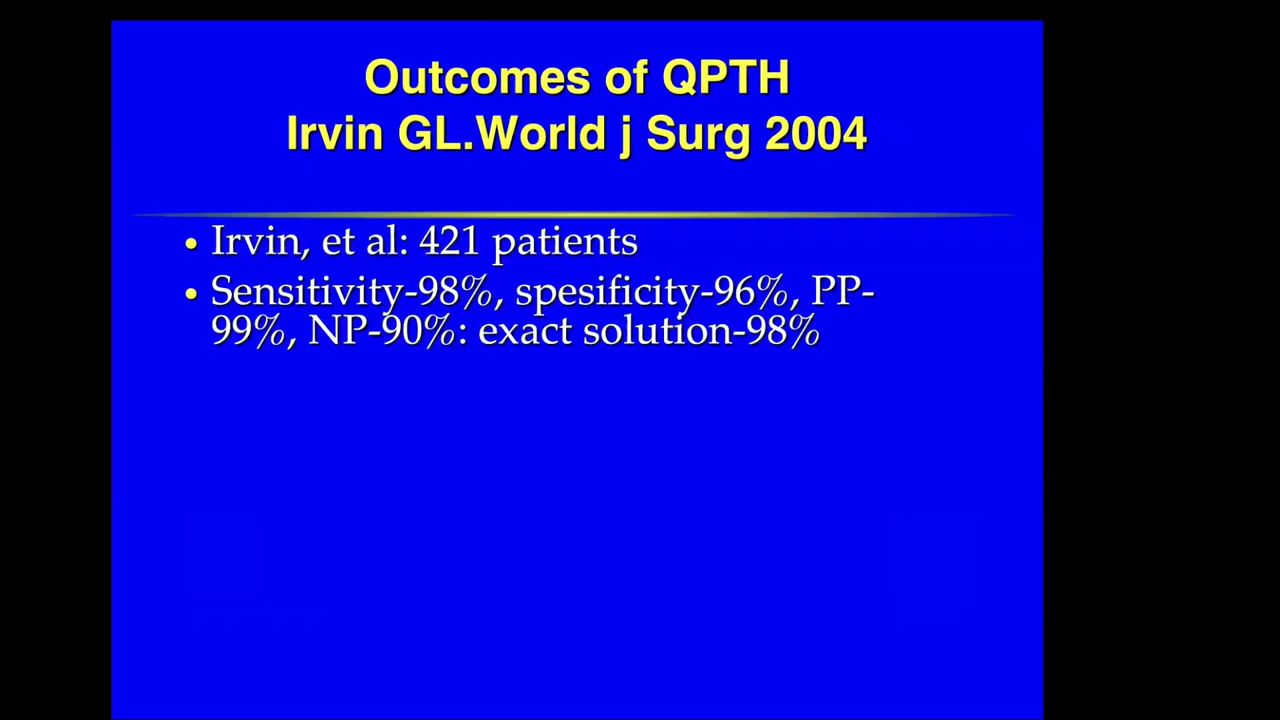 Outcomes of QPTH
Irvin GL.World j Surg 2004
• Irvin, et al: 421 patients
• Sensitivity-98%, spesificity-96%, PP-
99%, NP-90%: exact solution-98%